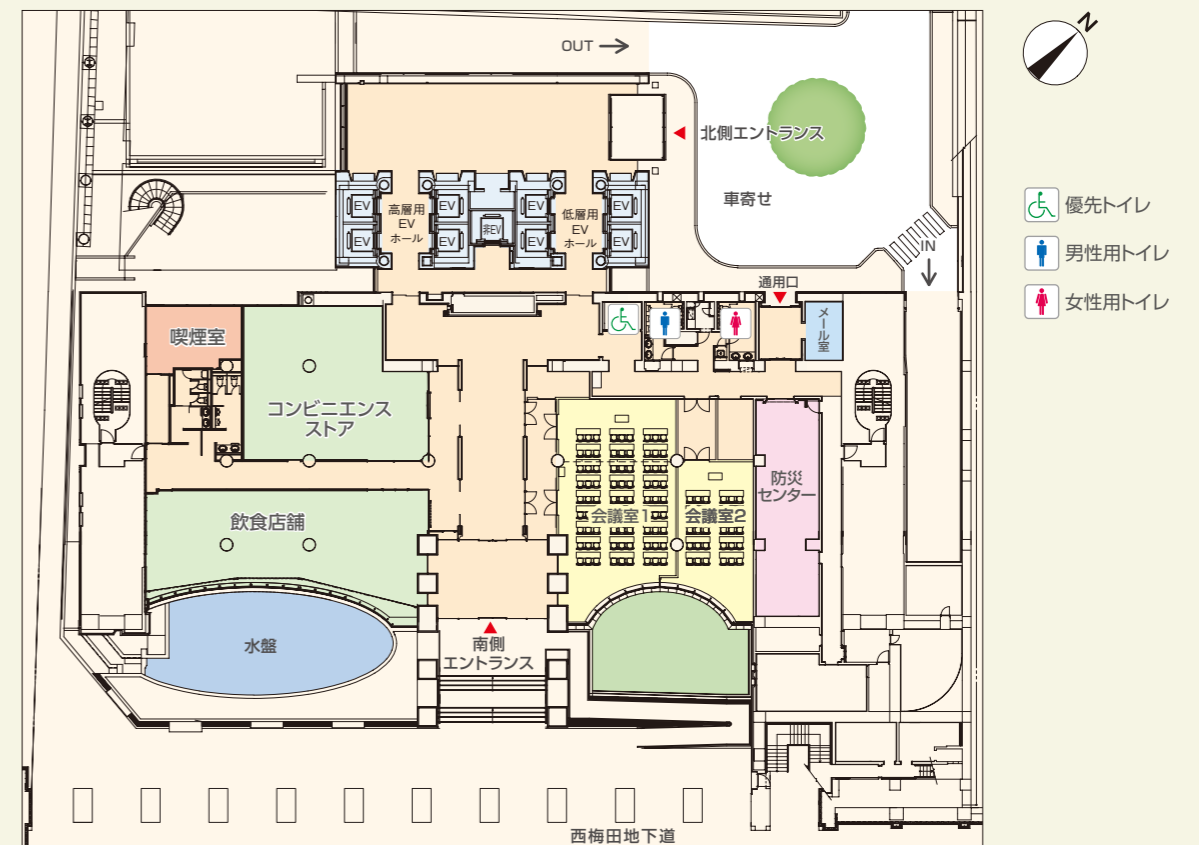 N
OUT
北側エントランス
車寄せ
IN
優先トイレ
男性用トイレ
女性用トイレ
EV
EV
EV
EV
EV
EV
EV
EV
高層用
EV
ホール
非EV
低層用
EV
ホール
通用口
メール室
喫煙室
コンビニエンス
ストア
飲食店舗
会議室1
会議室2
防災
センター
水盤
南側
エントランス
西梅田地下道